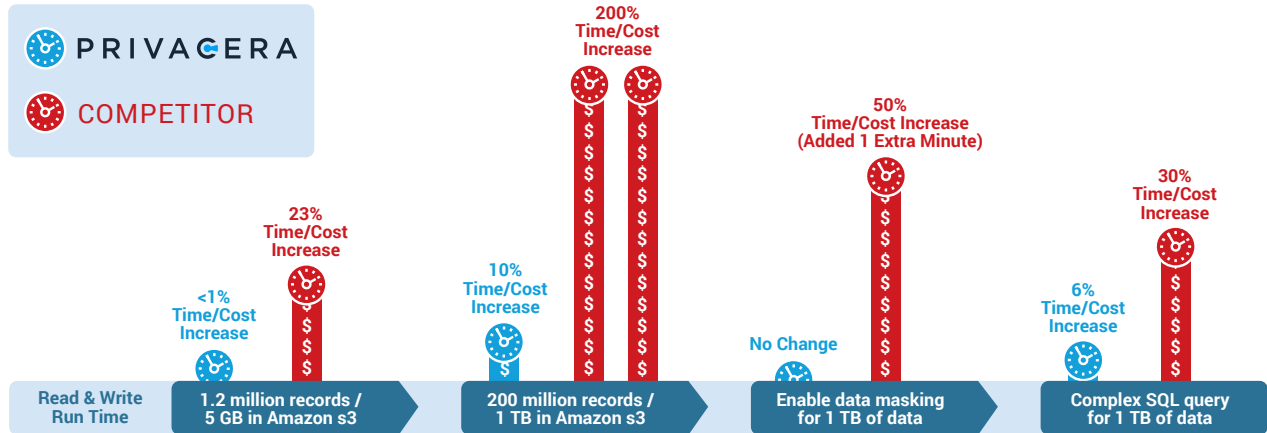 PRIVACERA
COMPETITOR
<1%
Time/Cost
Increase
23%
Time/Cost
Increase
$
$
$
$
10%
Time/Cost
Increase
$
200%
Time/Cost
Increase
$ $
$ $
$ $
$ $
$ $
$ $
$ $
$ $
$ $
$ $
$ $
$ $
$ $
No Change
50%
Time/Cost Increase
(Added 1 Extra Minute)
$
$
$
$
$
$
$
$
$
6%
Time/Cost
Increase
30%
Time/Cost
Increase
$
$
$
$
$
$
Read & Write
Run Time
1.2 million records /
5 GB in Amazon s3
200 million records /
1 TB in Amazon s3
Enable data masking
for 1 TB of data
Complex SQL query
for 1 TB of data